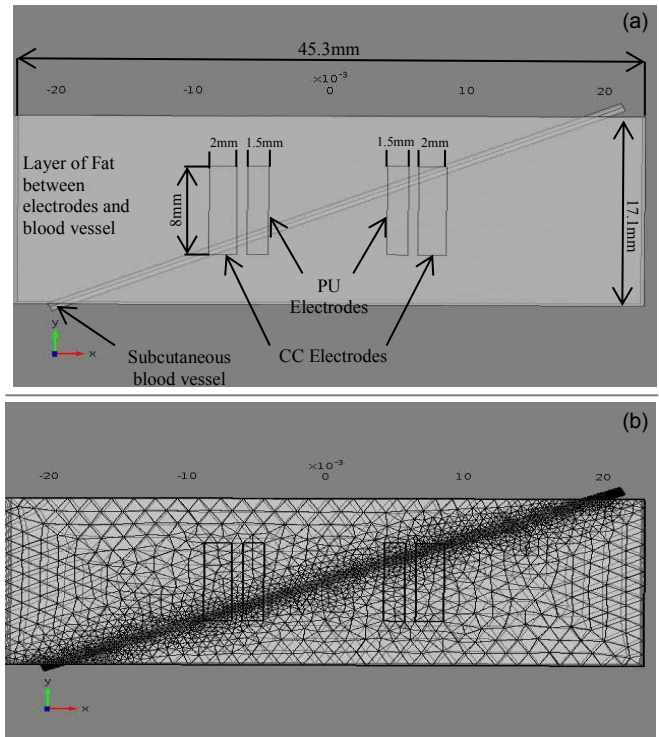 (a)
45.3mm
×10⁻³
-20 -10 0 10 20
2mm 1.5mm 1.5mm 2mm
Layer of Fat
between
electrodes and
blood vessel
8mm
17.1mm
PU
Electrodes
CC Electrodes
y
x
Subcutaneous
blood vessel
(b)
×10⁻³
-20 -10 0 10 20
y
x